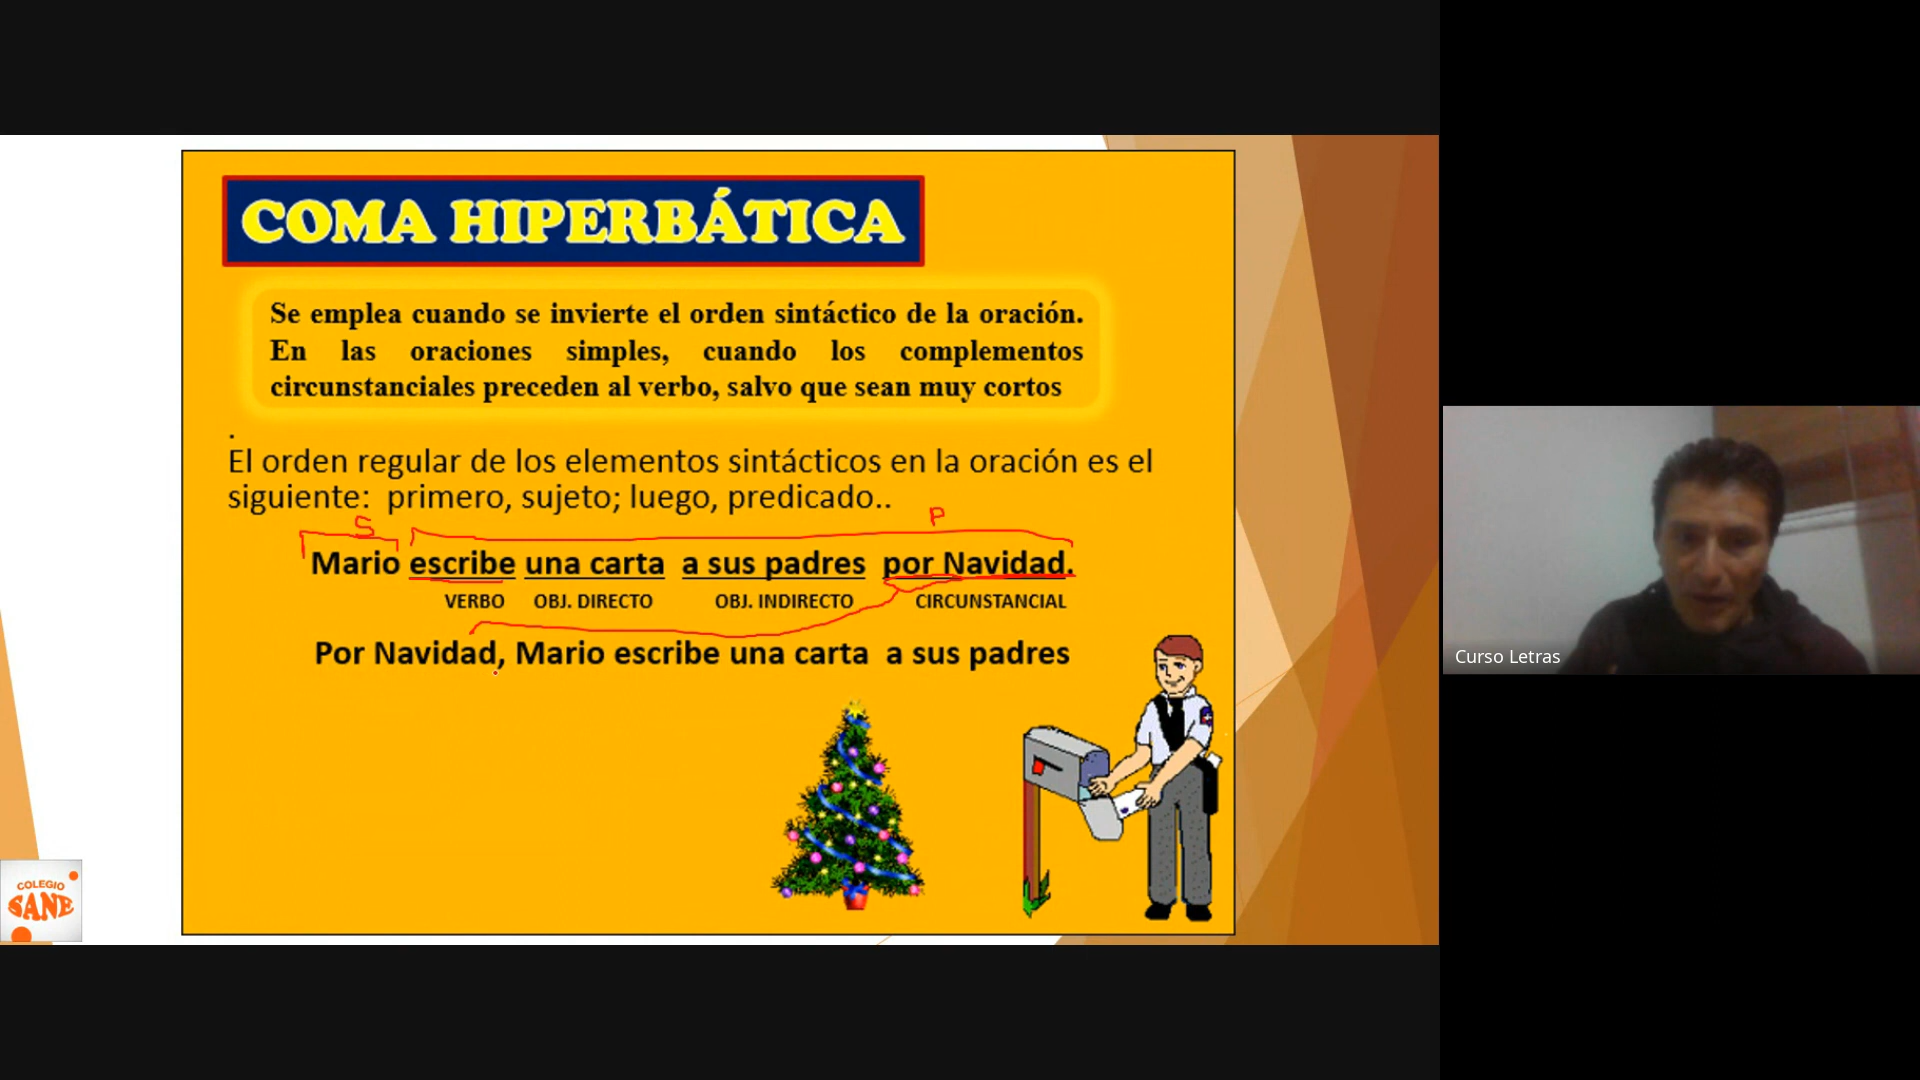 COMA HIPERBÁTICA
Se emplea cuando se invierte el orden sintáctico de la oración.
En las oraciones simples, cuando los complementos
circunstanciales preceden al verbo, salvo que sean muy cortos
.
El orden regular de los elementos sintácticos en la oración es el
siguiente: primero, sujeto; luego, predicado..
S P
Mario escribe una carta a sus padres por Navidad.
VERBO OBJ. DIRECTO OBJ. INDIRECTO CIRCUNSTANCIAL
Por Navidad, Mario escribe una carta a sus padres
COLEGIO
SANE
Curso Letras